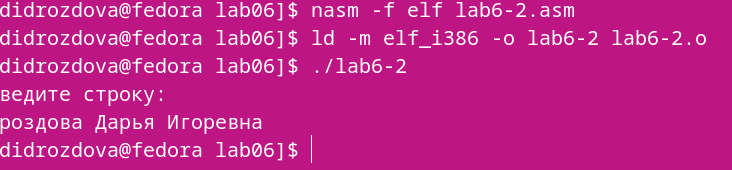 didrozdova@fedora lab06]$ nasm -f elf lab6-2.asm
didrozdova@fedora lab06]$ ld -m elf_i386 -o lab6-2 lab6-2.o
didrozdova@fedora lab06]$ ./lab6-2
ведите строку:
роздова Дарья Игоревна
didrozdova@fedora lab06]$